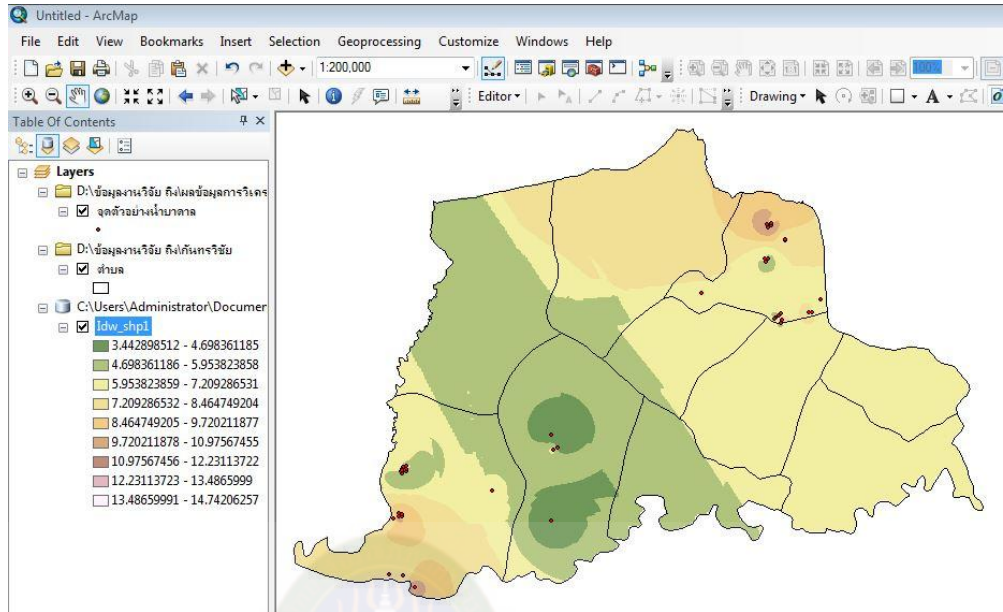 Untitled - ArcMap
File Edit View Bookmarks Insert Selection Geoprocessing Customize Windows Help
1:200,000
100%
Editor
Drawing
A
Table Of Contents
Layers
D:\ข้อมูลงานวิจัย กิ่ง\ผลข้อมูลการวิเคร
จุดตัวอย่างน้ำบาดาล
D:\ข้อมูลงานวิจัย กิ่ง\กันทรวิชัย
ตำบล
C:\Users\Administrator\Documer
Idw_shp1
3.442898512 - 4.698361185
4.698361186 - 5.953823858
5.953823859 - 7.209286531
7.209286532 - 8.464749204
8.464749205 - 9.720211877
9.720211878 - 10.97567455
10.97567456 - 12.23113722
12.23113723 - 13.4865999
13.48659991 - 14.74206257